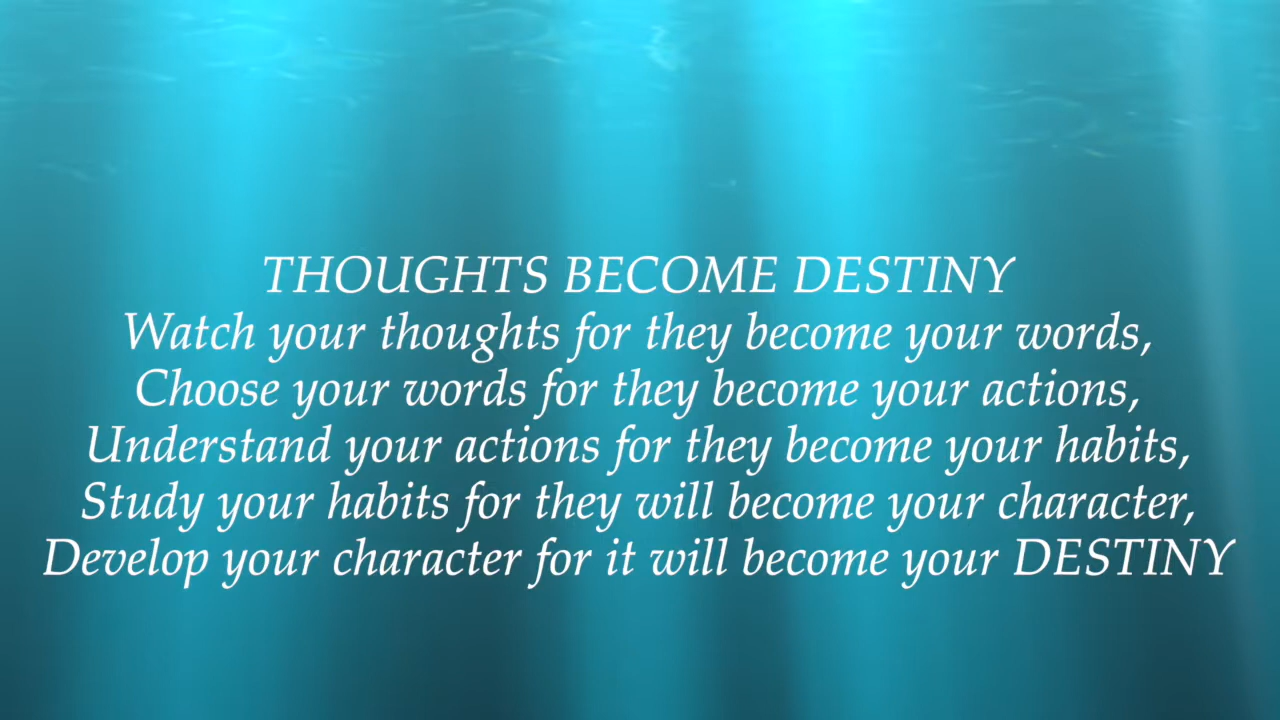 THOUGHTS BECOME DESTINY
Watch your thoughts for they become your words,
Choose your words for they become your actions,
Understand your actions for they become your habits,
Study your habits for they will become your character,
Develop your character for it will become your DESTINY